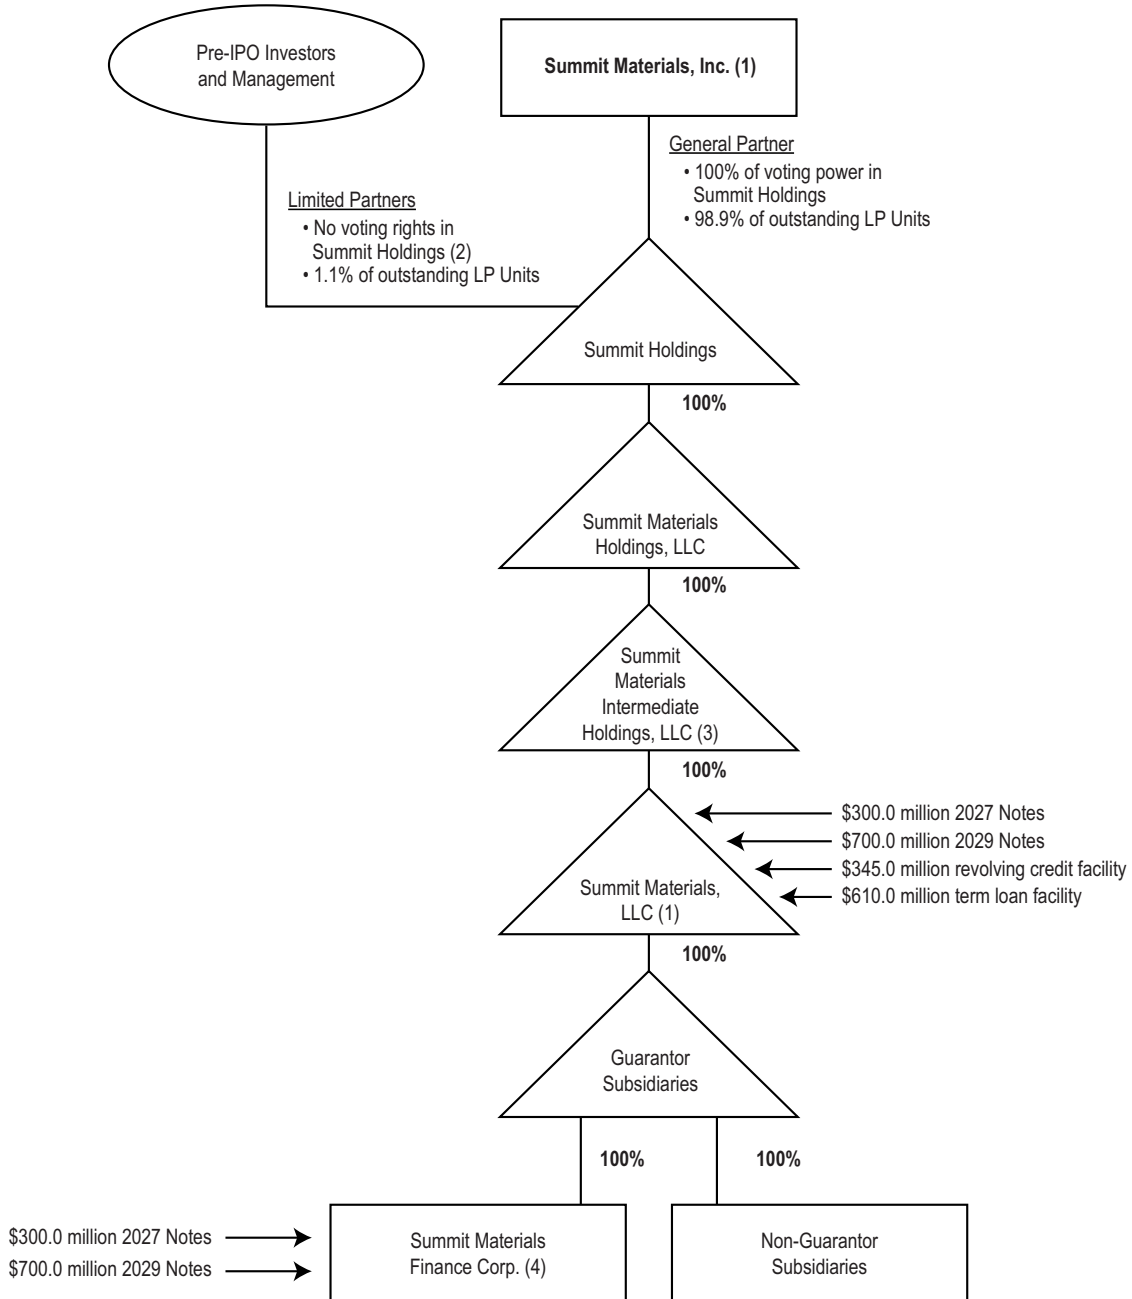 Pre-IPO Investors
and Management
Summit Materials, Inc. (1)
General Partner
• 100% of voting power in
Summit Holdings
• 98.9% of outstanding LP Units
Limited Partners
• No voting rights in
Summit Holdings (2)
• 1.1% of outstanding LP Units
Summit Holdings
100%
Summit Materials
Holdings, LLC
100%
Summit
Materials
Intermediate
Holdings, LLC (3)
100%
$300.0 million 2027 Notes
$700.0 million 2029 Notes
$345.0 million revolving credit facility
$610.0 million term loan facility
Summit Materials,
LLC (1)
100%
Guarantor
Subsidiaries
100%
100%
$300.0 million 2027 Notes
$700.0 million 2029 Notes
Summit Materials
Finance Corp. (4)
Non-Guarantor
Subsidiaries